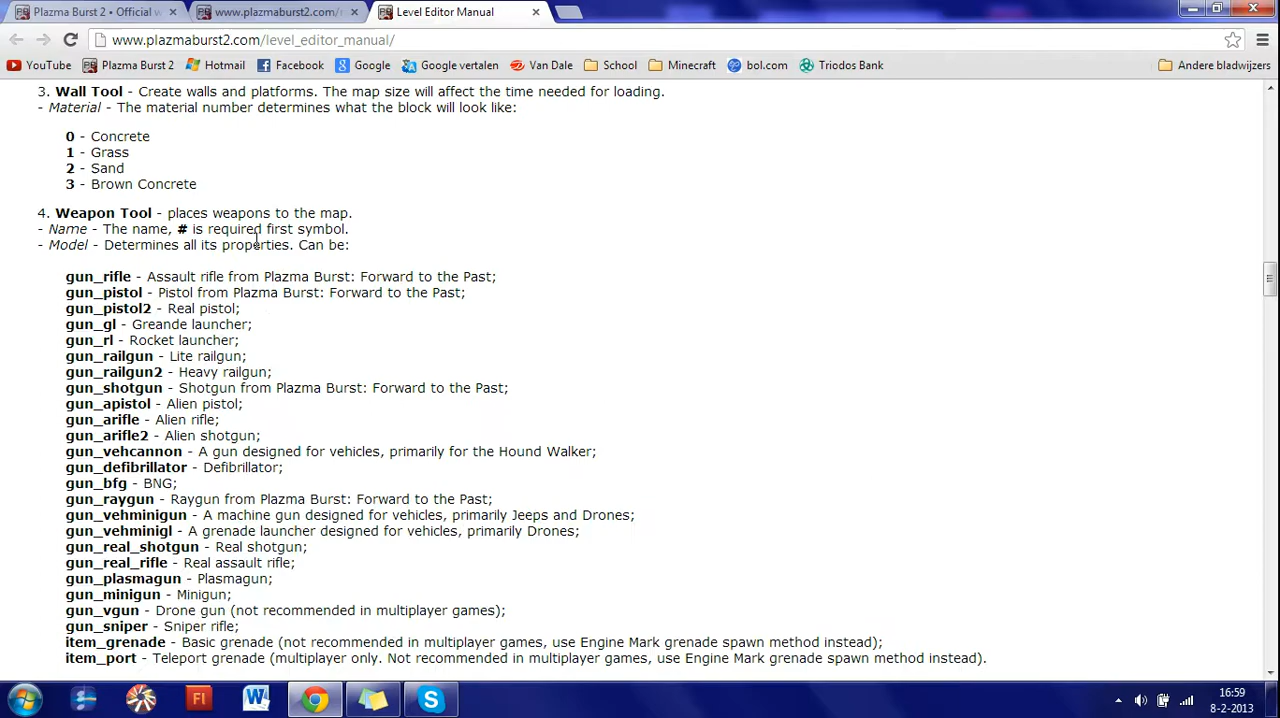 Plazma Burst 2 • Official w
www.plazmaburst2.com/r
Level Editor Manual
www.plazmaburst2.com/level_editor_manual/
YouTube Plazma Burst 2 Hotmail Facebook Google Google vertalen Van Dale School Minecraft bol.com Triodos Bank Andere bladwijzers
3. Wall Tool - Create walls and platforms. The map size will affect the time needed for loading.
- Material - The material number determines what the block will look like:
0 - Concrete
1 - Grass
2 - Sand
3 - Brown Concrete
4. Weapon Tool - places weapons to the map.
- Name - The name, # is required first symbol.
- Model - Determines all its properties. Can be:
gun_rifle - Assault rifle from Plazma Burst: Forward to the Past;
gun_pistol - Pistol from Plazma Burst: Forward to the Past;
gun_pistol2 - Real pistol;
gun_gl - Greande launcher;
gun_rl - Rocket launcher;
gun_railgun - Lite railgun;
gun_railgun2 - Heavy railgun;
gun_shotgun - Shotgun from Plazma Burst: Forward to the Past;
gun_apistol - Alien pistol;
gun_arifle - Alien rifle;
gun_arifle2 - Alien shotgun;
gun_vehcannon - A gun designed for vehicles, primarily for the Hound Walker;
gun_defibrillator - Defibrillator;
gun_bfg - BNG;
gun_raygun - Raygun from Plazma Burst: Forward to the Past;
gun_vehminigun - A machine gun designed for vehicles, primarily Jeeps and Drones;
gun_vehminigl - A grenade launcher designed for vehicles, primarily Drones;
gun_real_shotgun - Real shotgun;
gun_real_rifle - Real assault rifle;
gun_plasmagun - Plasmagun;
gun_minigun - Minigun;
gun_vgun - Drone gun (not recommended in multiplayer games);
gun_sniper - Sniper rifle;
item_grenade - Basic grenade (not recommended in multiplayer games, use Engine Mark grenade spawn method instead);
item_port - Teleport grenade (multiplayer only. Not recommended in multiplayer games, use Engine Mark grenade spawn method instead).
16:59
8-2-2013